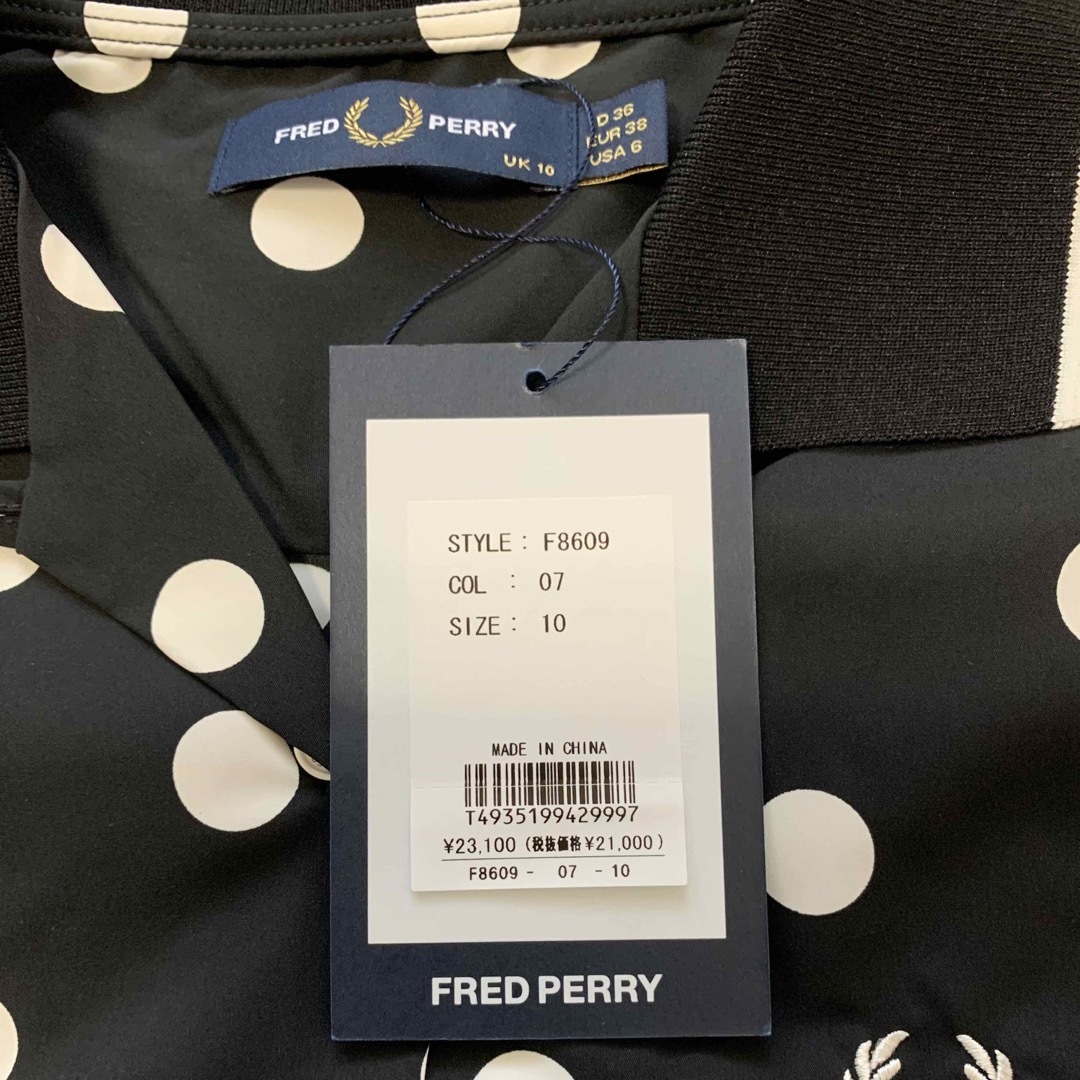 FRED PERRY
UK 10
D 36
EUR 38
USA 6
STYLE : F8609
COL : 07
SIZE : 10
MADE IN CHINA
T4935199429997
¥23,100 (税抜価格¥21,000)
F8609 - 07 - 10
FRED PERRY